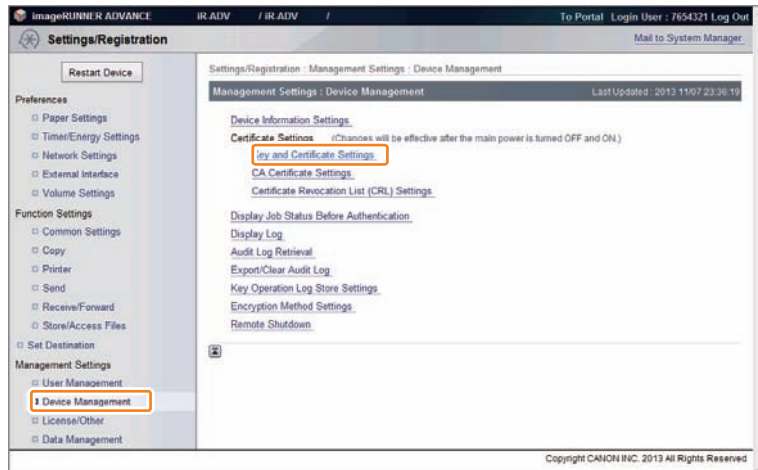 imageRUNNER ADVANCE iR-ADV / iR-ADV / To Portal Login User : 7654321 Log Out
Settings/Registration Mail to System Manager
Restart Device
Settings/Registration : Management Settings : Device Management
Management Settings : Device Management Last Updated : 2013 11/07 23:36:19
Preferences
Paper Settings
Timer/Energy Settings
Network Settings
External Interface
Volume Settings
Function Settings
Common Settings
Copy
Printer
Send
Receive/Forward
Store/Access Files
Set Destination
Management Settings
User Management
Device Management
License/Other
Data Management
Device Information Settings
Certificate Settings (Changes will be effective after the main power is turned OFF and ON.)
ey and Certificate Settings
CA Certificate Settings
Certificate Revocation List (CRL) Settings
Display Job Status Before Authentication
Display Log
Audit Log Retrieval
Export/Clear Audit Log
Key Operation Log Store Settings
Encryption Method Settings
Remote Shutdown
Copyright CANON INC. 2013 All Rights Reserved